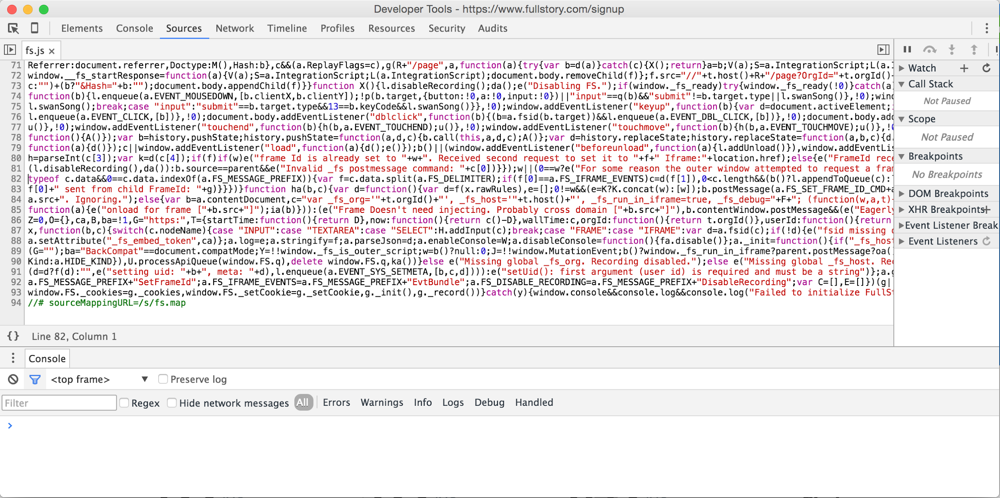 Developer Tools - https://www.fullstory.com/signup
Elements Console Sources Network Timeline Profiles Resources Security Audits
fs.js ×
71 Referrer:document.referrer,Doctype:M(),Hash:b},c&&(a.ReplayFlags=c),g(R+"/page",a,function(a){try{var b=d(a)}catch(c){X();return}a=b;V(a);S=a.IntegrationScript;L(a.
72 window.__fs_startResponse=function(a){V(a);S=a.IntegrationScript;L(a.IntegrationScript);document.body.removeChild(f)};f.src="//"+t.host()+R+"/page?OrgId="+t.orgId()
73 c:"")+(b?"&Hash="+b:"");document.body.appendChild(f)}}function X(){l.disableRecording();da();e("Disabling FS.");if(window._fs_ready)try{window._fs_ready(!0)}catch(a)
74 function(b){l.enqueue(a.EVENT_MOUSEDOWN,[b.clientX,b.clientY]);!p(b.target,{button:!0,a:!0,input:!0})||"input"==q(b)&&"submit"!=b.target.type||l.swanSong()},!0);win
75 l.swanSong();break;case "input":"submit"==b.target.type&&13==b.keyCode&&l.swanSong()}},!0);window.addEventListener("keyup",function(b){var d=document.activeElement;
76 l.enqueue(a.EVENT_CLICK,[b])},!0);document.body.addEventListener("dblclick",function(b){(b=a.fsid(b.target))&&l.enqueue(a.EVENT_DBL_CLICK,[b])},!0);document.body.ad
77 u()},!0);window.addEventListener("touchend",function(b){h(b,a.EVENT_TOUCHEND);u()},!0);window.addEventListener("touchmove",function(b){h(b,a.EVENT_TOUCHMOVE);u()},!
78 function(){A()});var b=history.pushState;history.pushState=function(a,d,c){b.call(this,a,d,c);A()};var d=history.replaceState;history.replaceState=function(a,b,c){d
79 function(a){d()});c||window.addEventListener("load",function(a){d();e()});b()||(window.addEventListener("beforeunload",function(a){l.addUnload()}),window.addEventLis
80 h=parseInt(c[3]);var k=d(c[4]);if(f)if(w)e("frame Id is already set to "+w+". Received second request to set it to "+f+" Iframe:"+location.href);else{e("FrameId rece
81 (l.disableRecording(),da()):b.source==parent&&e("Invalid _fs postmessage command: "+c[0])}});w||(0==w?e("For some reason the outer window attempted to request a fra
82 typeof c.data&&0==c.data.indexOf(a.FS_MESSAGE_PREFIX)){var f=c.data.split(a.FS_DELIMITER);if(f[0]==a.FS_IFRAME_EVENTS)c=d(f[1]),0<c.length&&(b()?l.appendToQueue(c):
83 f[0]+" sent from child FrameId: "+g)}}})}function ha(b,c){var d=function(){var d=f(x.rawRules),e=[];0!=w&&(e=K?K.concat(w):[w]);b.postMessage(a.FS_SET_FRAME_ID_CMD+
84 a.src+". Ignoring.");else{var b=a.contentDocument,c="var _fs_org='"+t.orgId()+"', _fs_host='"+t.host()+"', _fs_run_in_iframe=true, _fs_debug="+F+"; (function(w,a,t)
85 function(a){e("onload for frame ["+b.src+"]");ia(b)})):(e("Frame Doesn't need injecting. Probably cross domain ["+b.src+"]"),b.contentWindow.postMessage&&(e("Eagerly
86 Z=0,O={},ca,B,ba=!1,G="https:",T={startTime:function(){return D},now:function(){return c()-D},wallTime:c,orgId:function(){return t.orgId()},userId:function(){return
87 x,function(b,c){switch(c.nodeName){case "INPUT":case "TEXTAREA":case "SELECT":H.addInput(c);break;case "FRAME":case "IFRAME":var d=a.fsid(c);if(!d){e("fsid missing
88 a.setAttribute("_fs_embed_token",ca)};a.log=e;a.stringify=f;a.parseJson=d;a.enableConsole=W;a.disableConsole=function(){fa.disable()};a._init=function(){if("_fs_hos
89 (G="");ba="BackCompat"==document.compatMode;Y=!!window._fs_is_outer_script;w=b()?null:0;J=!!window.MutationEvent;b()?window._fs_run_in_iframe?parent.postMessage?oa(
90 Kind:a.HIDE_KIND}),U.processApiQueue(window.FS.q),delete window.FS.q,ka())}else e("Missing global _fs_org. Recording disabled.");else e("Missing global _fs_host. Re
91 (d=d?f(d):"",e("setting uid: "+b+", meta: "+d),l.enqueue(a.EVENT_SYS_SETMETA,[b,c,d]))):e("setUid(): first argument (user id) is required and must be a string")};a.
92 a.FS_MESSAGE_PREFIX+"SetFrameId";a.FS_IFRAME_EVENTS=a.FS_MESSAGE_PREFIX+"EvtBundle";a.FS_DISABLE_RECORDING=a.FS_MESSAGE_PREFIX+"DisableRecording";var C=[],E=[]})(g|
93 window.FS._cookies=g._cookies,window.FS._setCookie=g._setCookie,g._init(),g._record())}catch(y){window.console&&console.log&&console.log("Failed to initialize FullSt
94 //# sourceMappingURL=/s/fs.map
{} Line 82, Column 1
Watch
Call Stack
Not Paused
Scope
Not Paused
Breakpoints
No Breakpoints
DOM Breakpoints
XHR Breakpoints
Event Listener Break
Event Listeners
Console
<top frame> Preserve log
Filter Regex Hide network messages All Errors Warnings Info Logs Debug Handled